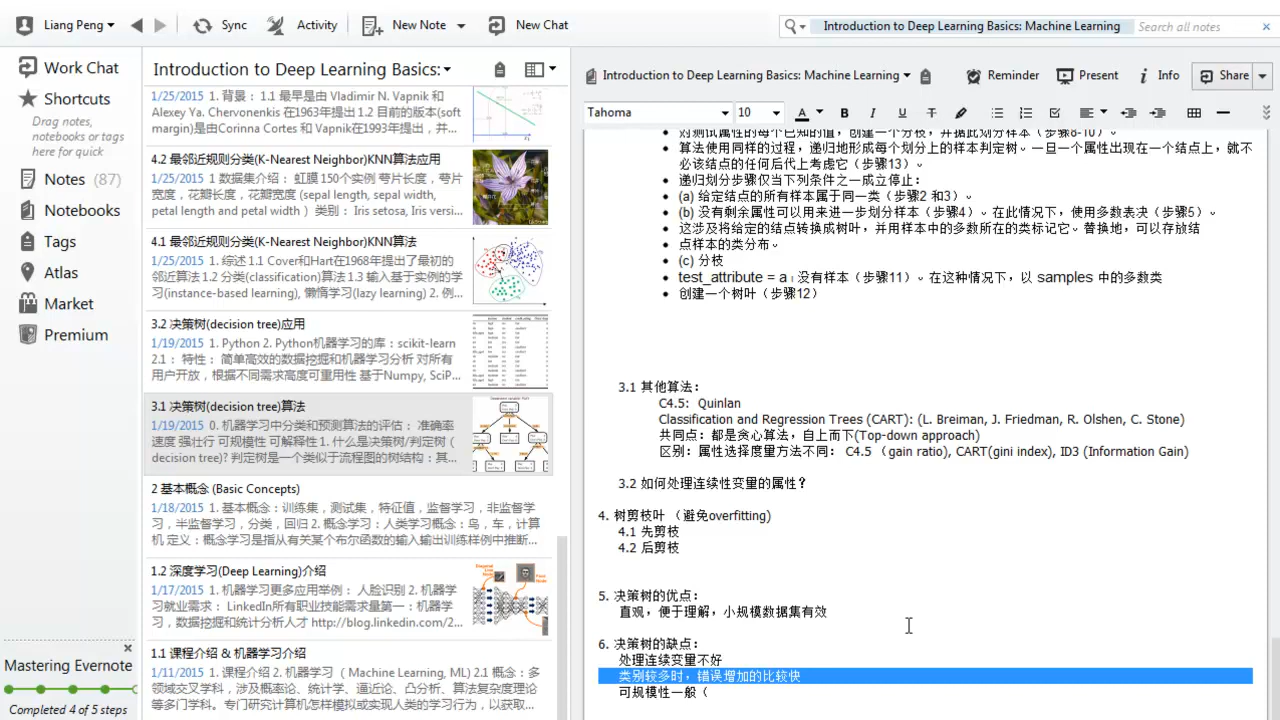 Liang Peng
Sync
Activity
New Note
New Chat
Introduction to Deep Learning Basics: Machine Learning
Search all notes
Work Chat
Shortcuts
Drag notes,
notebooks or tags
here for quick
Notes (87)
Notebooks
Tags
Atlas
Market
Premium
Mastering Evernote
Completed 4 of 5 steps
Introduction to Deep Learning Basics:
1/25/2015 1. 背景： 1.1 最早是由 Vladimir N. Vapnik 和
Alexey Ya. Chervonenkis 在1963年提出 1.2 目前的版本(soft
margin)是由Corinna Cortes 和 Vapnik在1993年提出，并...
4.2 最邻近规则分类(K-Nearest Neighbor)KNN算法应用
1/25/2015 1 数据集介绍： 虹膜 150个实例 萼片长度，萼片
宽度，花瓣长度，花瓣宽度 (sepal length, sepal width,
petal length and petal width ) 类别： Iris setosa, Iris versi...
4.1 最邻近规则分类(K-Nearest Neighbor)KNN算法
1/25/2015 1. 综述 1.1 Cover和Hart在1968年提出了最初的
邻近算法 1.2 分类(classification)算法 1.3 输入基于实例的学
习(instance-based learning), 懒惰学习(lazy learning) 2. 例...
3.2 决策树(decision tree)应用
1/19/2015 1. Python 2. Python机器学习的库：scikit-learn
2.1： 特性： 简单高效的数据挖掘和机器学习分析 对所有
用户开放，根据不同需求高度可重用性 基于Numpy, SciP...
3.1 决策树(decision tree)算法
1/19/2015 0. 机器学习中分类和预测算法的评估： 准确率
速度 强壮行 可规模性 可解释性 1. 什么是决策树/判定树（
decision tree)? 判定树是一个类似于流程图的树结构：其...
2 基本概念 (Basic Concepts)
1/18/2015 1. 基本概念：训练集，测试集，特征值，监督学习，非监督学
习，半监督学习，分类，回归 2. 概念学习：人类学习概念：鸟，车，计算
机 定义：概念学习是指从有关某个布尔函数的输入输出训练样例中推断...
1.2 深度学习(Deep Learning)介绍
1/17/2015 1. 机器学习更多应用举例： 人脸识别 2. 机器学
习就业需求： LinkedIn所有职业技能需求量第一：机器学
习，数据挖掘和统计分析人才 http://blog.linkedin.com/2...
1.1 课程介绍 & 机器学习介绍
1/11/2015 1. 课程介绍 2. 机器学习 （ Machine Learning, ML) 2.1 概念：多
领域交叉学科，涉及概率论、统计学、逼近论、凸分析、算法复杂度理论
等多门学科。专门研究计算机怎样模拟或实现人类的学习行为，以获取...
Introduction to Deep Learning Basics: Machine Learning
Reminder
Present
Info
Share
Tahoma
10
对测试属性的每个已知的值，创建一个分枝，并据此划分样本（步骤8-10）。
算法使用同样的过程，递归地形成每个划分上的样本判定树。一旦一个属性出现在一个结点上，就不
必该结点的任何后代上考虑它（步骤13）。
递归划分步骤仅当下列条件之一成立停止：
(a) 给定结点的所有样本属于同一类（步骤2 和3）。
(b) 没有剩余属性可以用来进一步划分样本（步骤4）。在此情况下，使用多数表决（步骤5）。
这涉及将给定的结点转换成树叶，并用样本中的多数所在的类标记它。替换地，可以存放结
点样本的类分布。
(c) 分枝
test_attribute = a i 没有样本（步骤11）。在这种情况下，以 samples 中的多数类
创建一个树叶（步骤12）
3.1 其他算法：
C4.5: Quinlan
Classification and Regression Trees (CART): (L. Breiman, J. Friedman, R. Olshen, C. Stone)
共同点：都是贪心算法，自上而下(Top-down approach)
区别：属性选择度量方法不同： C4.5 （gain ratio), CART(gini index), ID3 (Information Gain)
3.2 如何处理连续性变量的属性？
4. 树剪枝叶 （避免overfitting)
4.1 先剪枝
4.2 后剪枝
5. 决策树的优点：
直观，便于理解，小规模数据集有效
6. 决策树的缺点：
处理连续变量不好
类别较多时，错误增加的比较快
可规模性一般（